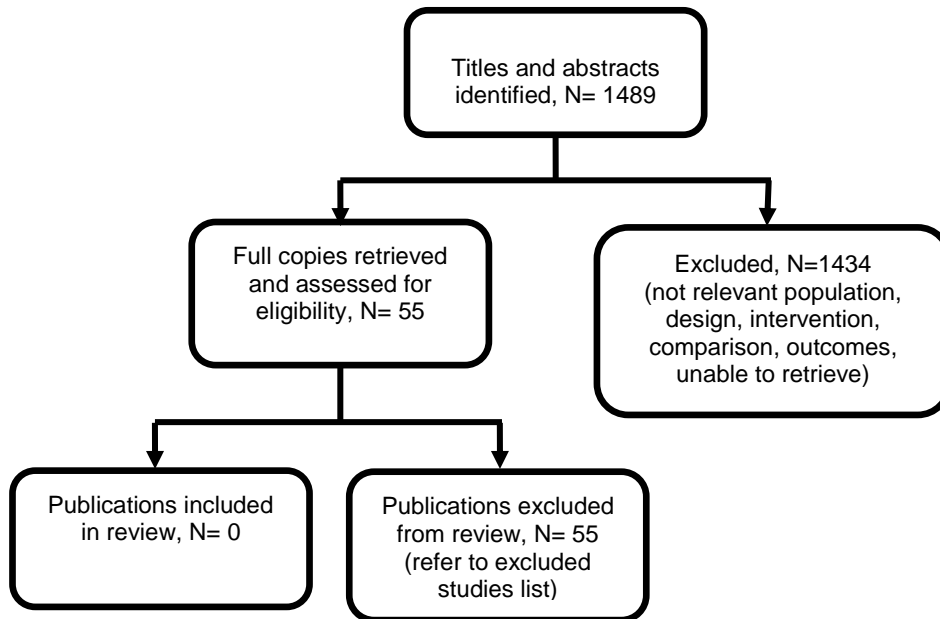 Titles and abstracts
identified, N= 1489
Full copies retrieved
and assessed for
eligibility, N= 55
Excluded, N=1434
(not relevant population,
design, intervention,
comparison, outcomes,
unable to retrieve)
Publications included
in review, N= 0
Publications excluded
from review, N= 55
(refer to excluded
studies list)